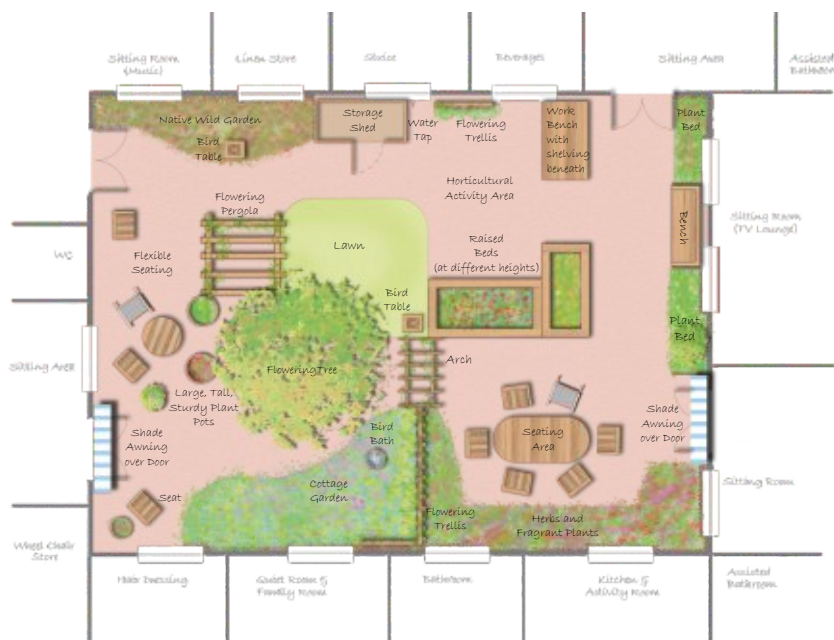 Sitting Room
(Music)
Linen Store
Sluice
Beverages
Sitting Area
Assisted
Bathroom
Native Wild Garden
Bird
Table
Storage
Shed
Water
Tap
Flowering
Trellis
Work
Bench
with
shelving
beneath
Plant
Bed
Horticultural
Activity Area
Flowering
Pergola
Bench
Sitting Room
(TV Lounge)
WC
Flexible
Seating
Lawn
Raised
Beds
(at different heights)
Bird
Table
Plant
Bed
Sitting Area
Flowering Tree
Arch
Large, Tall,
Sturdy Plant
Pots
Shade
Awning
over Door
Bird
Bath
Seating
Area
Shade
Awning
over Door
Seat
Cottage
Garden
Sitting Room
Flowering
Trellis
Herbs and
Fragrant Plants
Wheel Chair
Store
Hair Dressing
Quiet Room &
Family Room
Bathroom
Kitchen &
Activity Room
Assisted
Bathroom